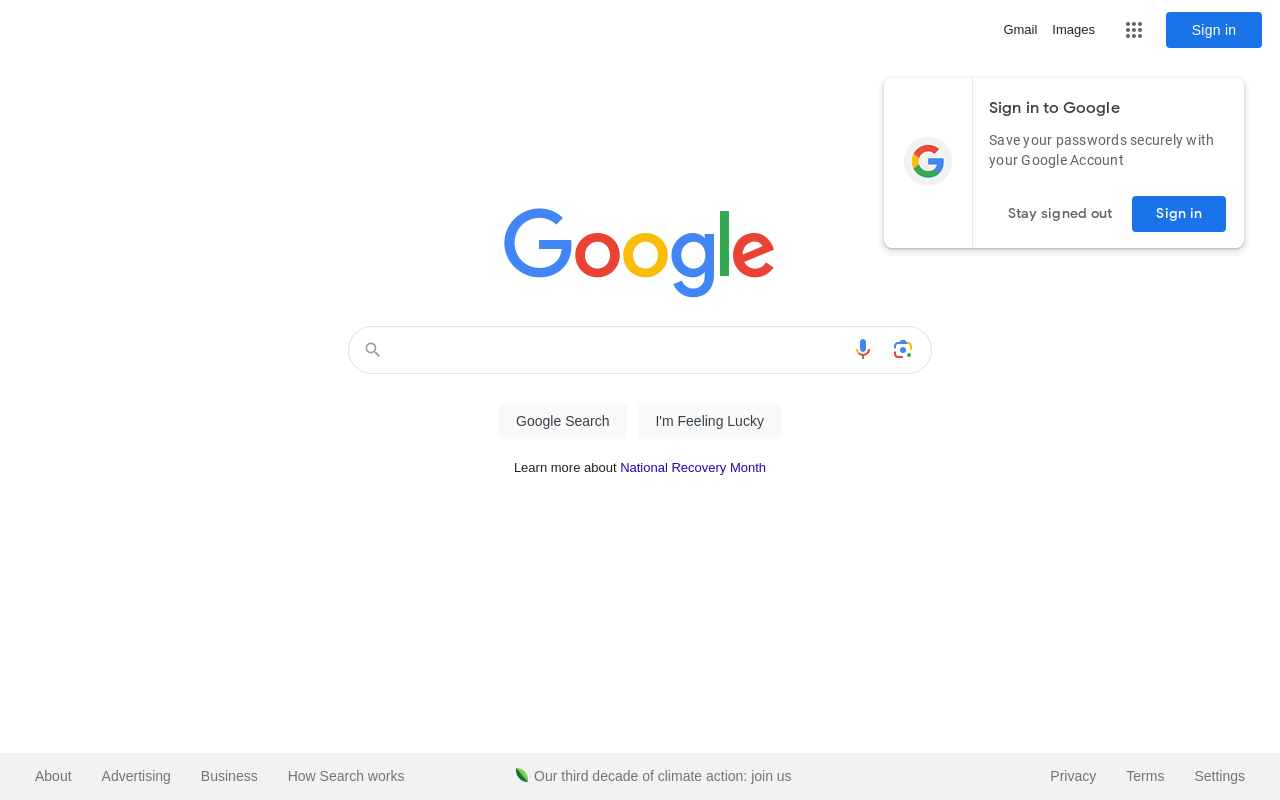 Gmail Images Sign in
Sign in to Google
Save your passwords securely with
your Google Account
Stay signed out Sign in
Google
Google Search I'm Feeling Lucky
Learn more about National Recovery Month
About Advertising Business How Search works Our third decade of climate action: join us Privacy Terms Settings